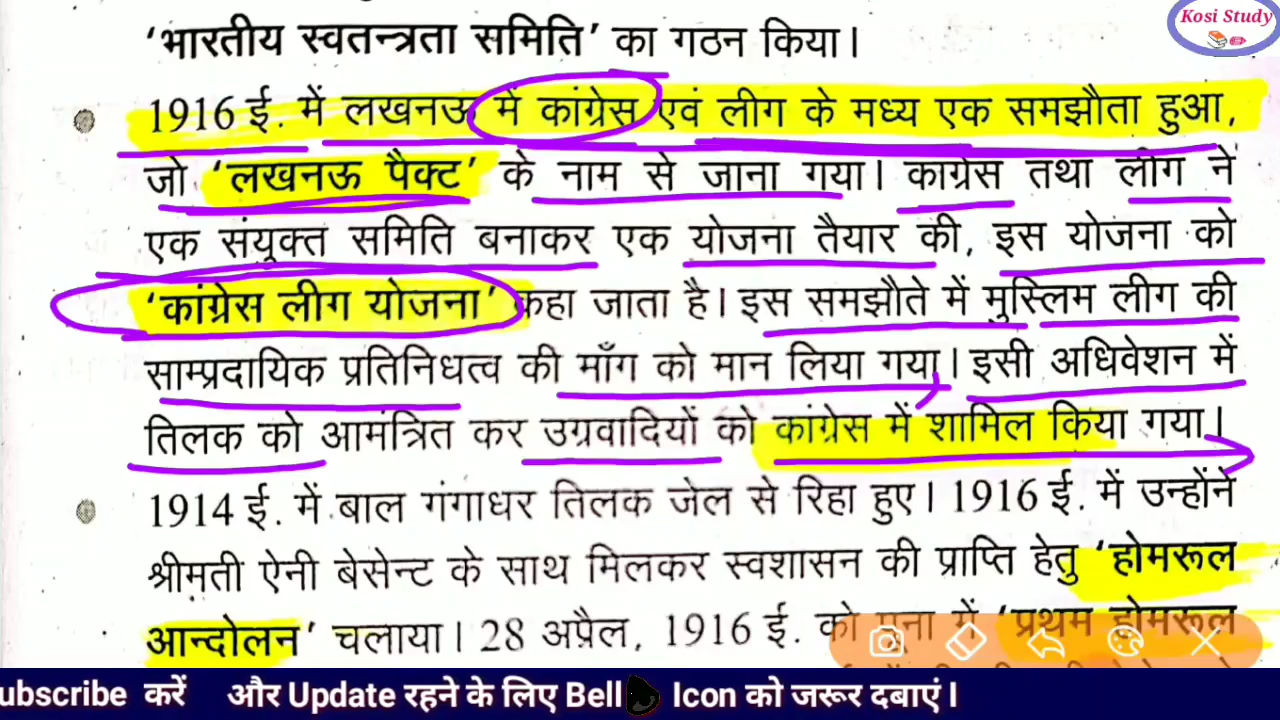 Kosi Study
‘भारतीय स्वतन्त्रता समिति’ का गठन किया।
1916 ई. में लखनऊ में कांग्रेस एवं लीग के मध्य एक समझौता हुआ,
जो ‘लखनऊ पैक्ट’ के नाम से जाना गया। काग्रेस तथा लीग ने
एक संयुक्त समिति बनाकर एक योजना तैयार की, इस योजना को
‘कांग्रेस लीग योजना’ कहा जाता है। इस समझौते में मुस्लिम लीग की
साम्प्रदायिक प्रतिनिधत्व की माँग को मान लिया गया। इसी अधिवेशन में
तिलक को आमंत्रित कर उग्रवादियों को कांग्रेस में शामिल किया गया।
1914 ई. में बाल गंगाधर तिलक जेल से रिहा हुए। 1916 ई. में उन्होंने
श्रीमती ऐनी बेसेन्ट के साथ मिलकर स्वशासन की प्राप्ति हेतु ‘होमरूल
आन्दोलन’ चलाया। 28 अप्रैल, 1916 ई. को पूना में ‘प्रथम होमरूल
ubscribe करें और Update रहने के लिए Bell Icon को जरूर दबाएं I